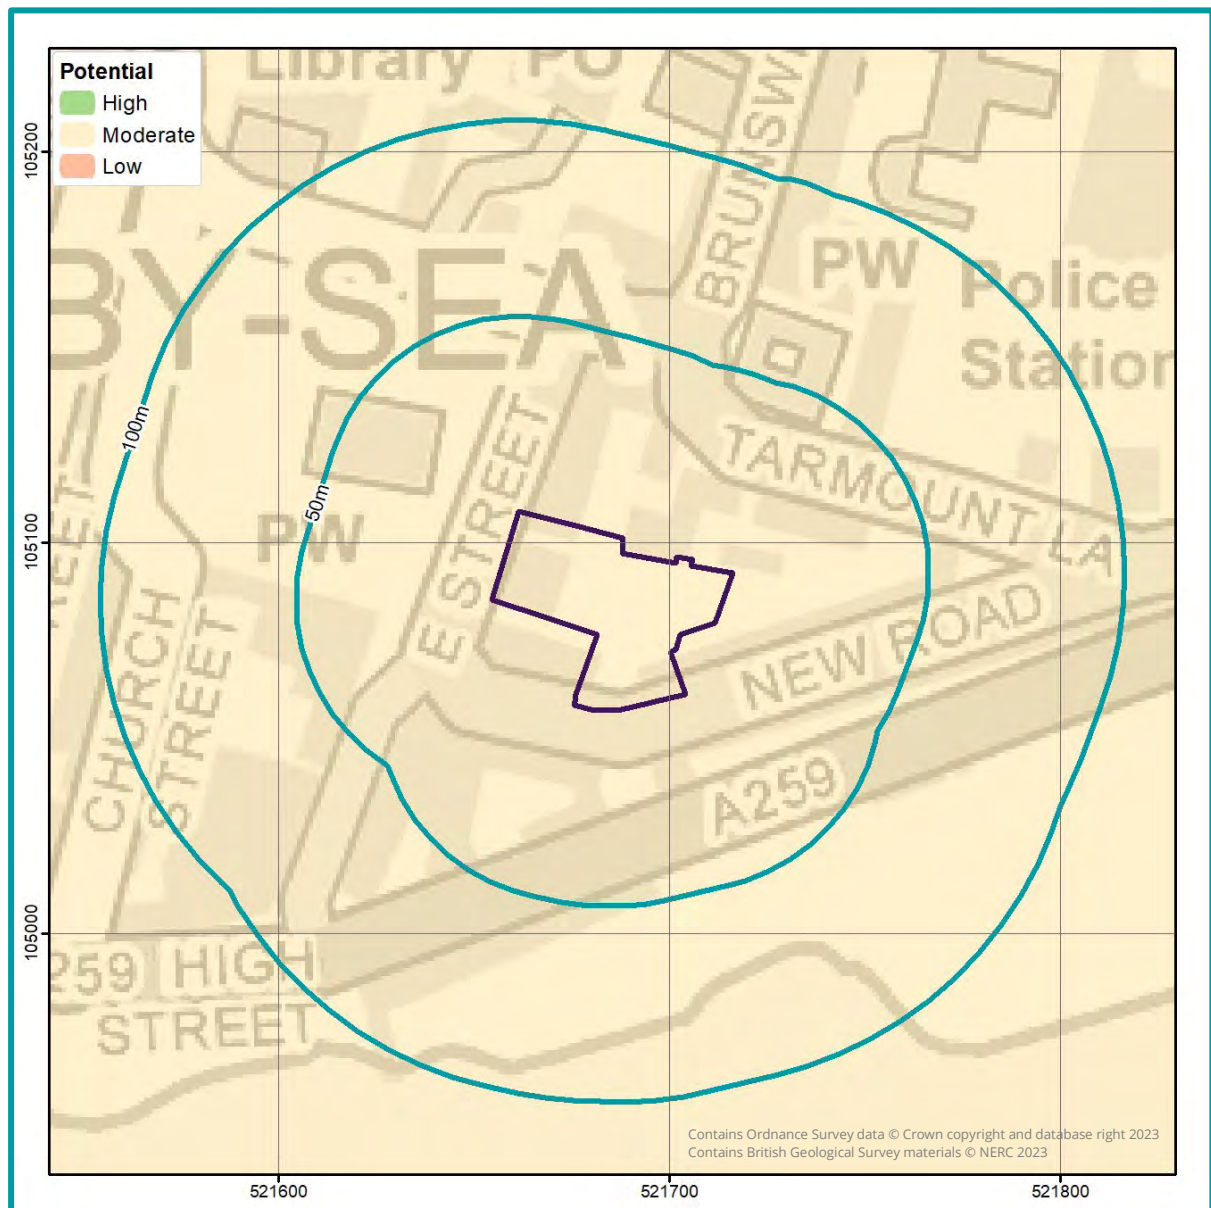 Potential
High
Moderate
Low
Library PO
BY-SEA
BRUNSW
PW
Police
Station
TARMOUNT LA
E STREET
PW
100m
50m
CHURCH
STREET
NEW ROAD
A259
259 HIGH
STREET
105200
105100
105000
521600
521700
521800
Contains Ordnance Survey data © Crown copyright and database right 2023
Contains British Geological Survey materials © NERC 2023